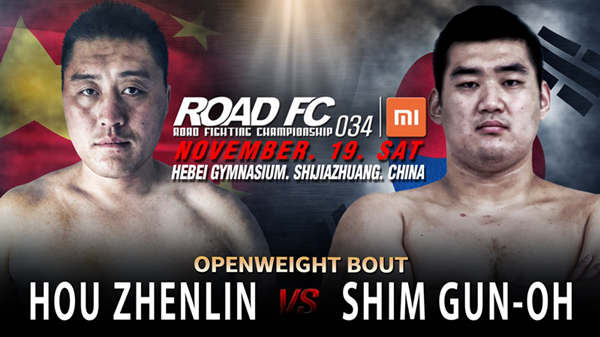 ROAD FC 034 mi
ROAD FIGHTING CHAMPIONSHIP
NOVEMBER. 19. SAT
HEBEI GYMNASIUM. SHIJIAZHUANG. CHINA
OPENWEIGHT BOUT
HOU ZHENLIN VS SHIM GUN-OH